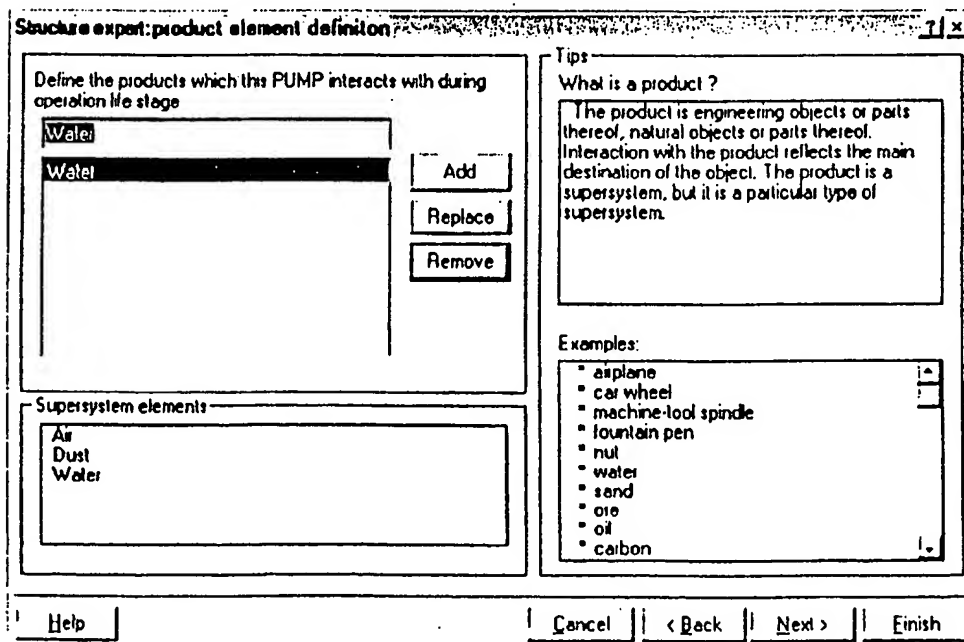 Structure expert:product element definiton
? ×
Define the products which this PUMP interacts with during
operation life stage
Water
Water
Add
Replace
Remove
Supersystem elements
Air
Dust
Water
Tips
What is a product ?
The product is engineering objects or parts
thereof, natural objects or parts thereof.
Interaction with the product reflects the main
destination of the object. The product is a
supersystem, but it is a particular type of
supersystem.
Examples:
* airplane
* car wheel
* machine-tool spindle
* fountain pen
* nut
* water
* sand
* ore
* oil
* carbon
Help
Cancel
< Back
Next >
Finish